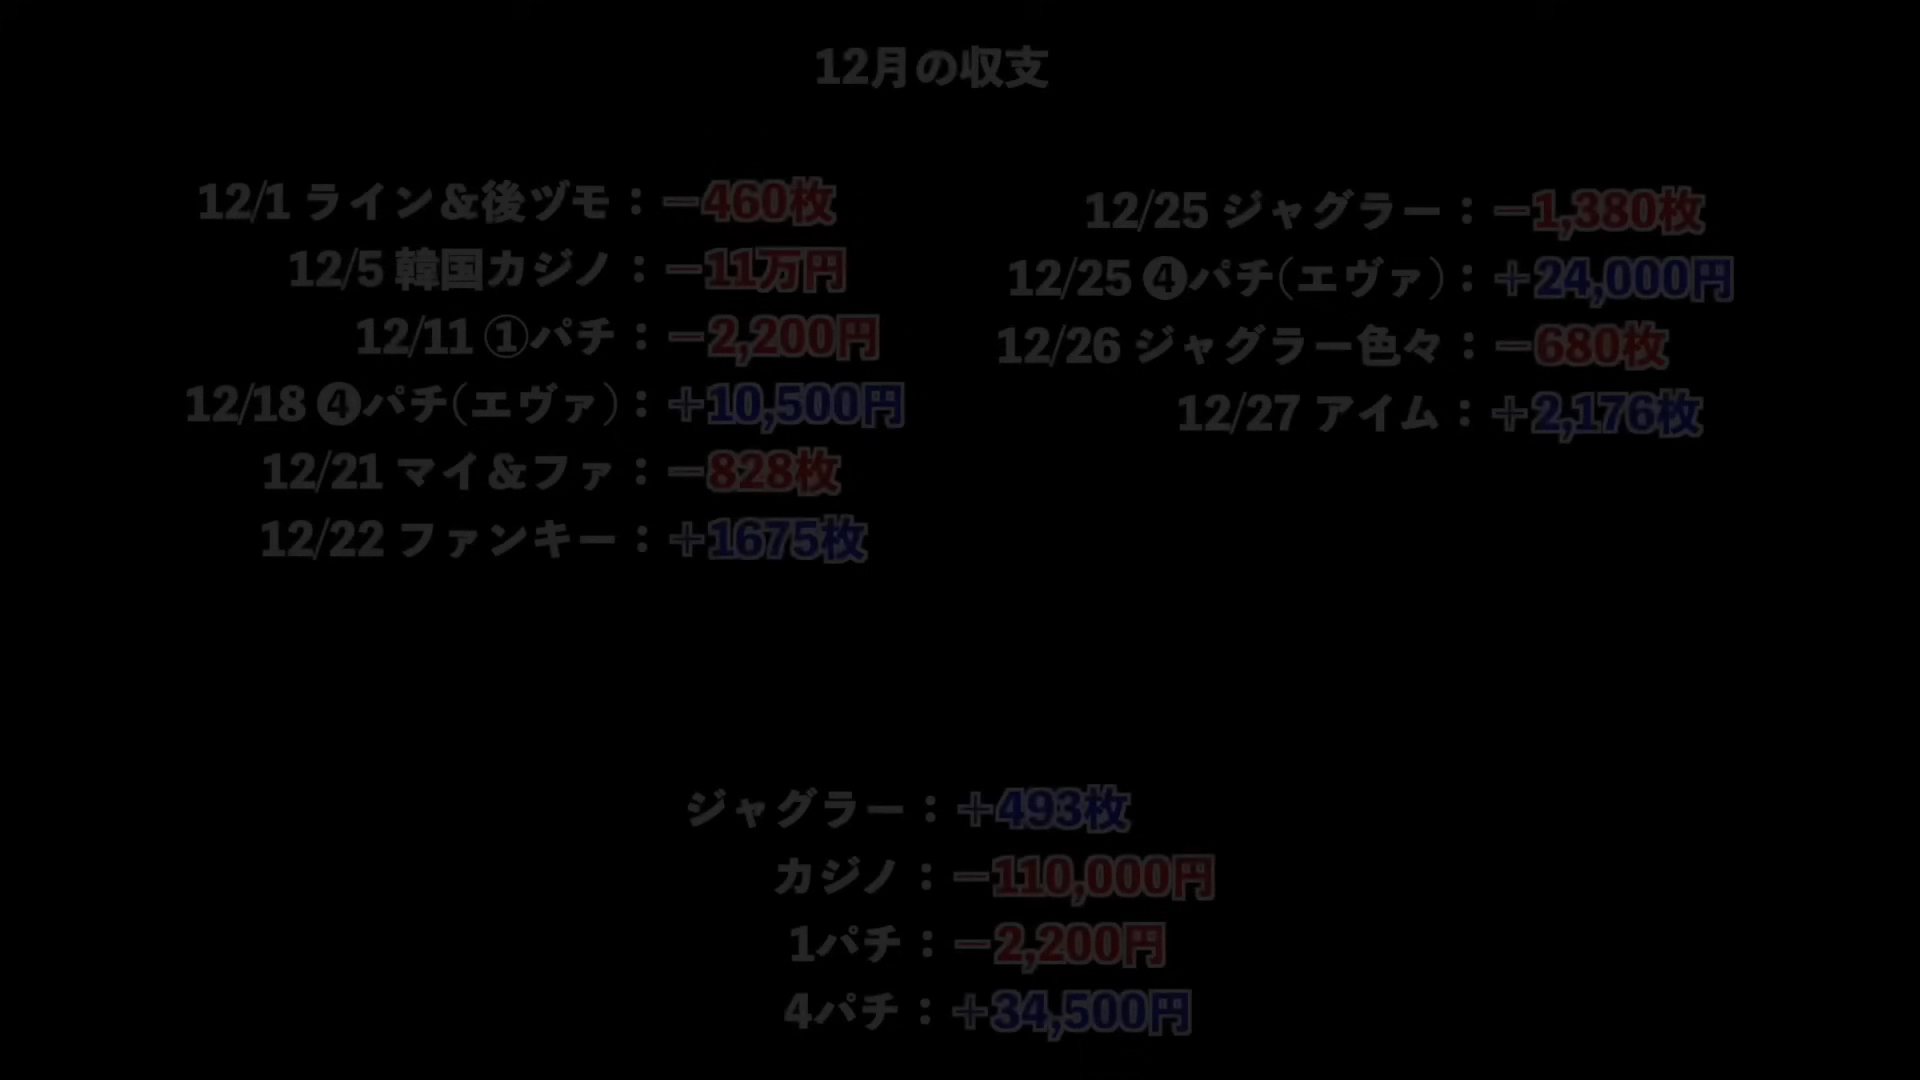 12月の収支
12/1 ライン＆後ヅモ：－460枚
12/5 韓国カジノ：－11万円
12/11 ①パチ：－2,200円
12/18 ❹パチ（エヴァ）：＋10,500円
12/21 マイ＆ファ：－828枚
12/22 ファンキー：＋1675枚
12/25 ジャグラー：－1,380枚
12/25 ❹パチ（エヴァ）：＋24,000円
12/26 ジャグラー色々：－680枚
12/27 アイム：＋2,176枚
ジャグラー：＋493枚
カジノ：－110,000円
1パチ：－2,200円
4パチ：＋34,500円